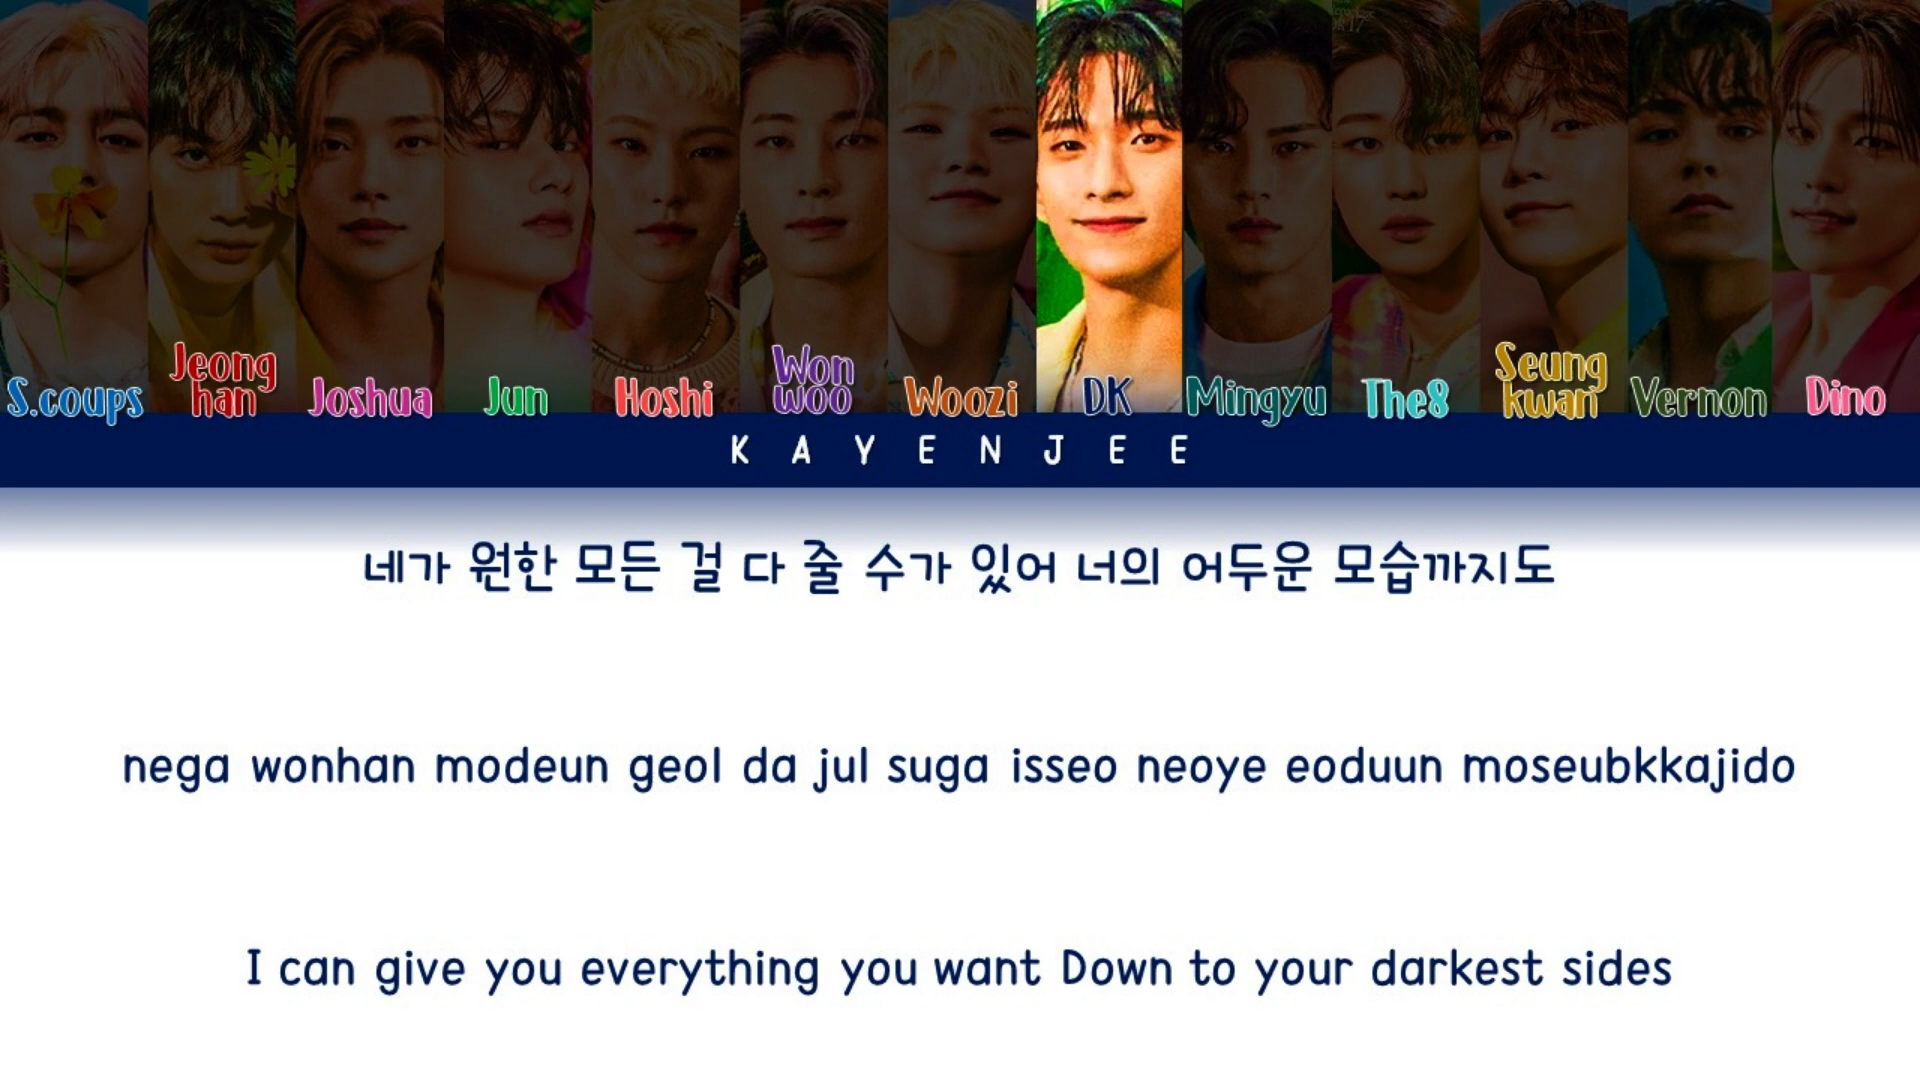 S.coups Jeong han Joshua Jun Hoshi Won woo Woozi DK Mingyu The8 Seung kwan Vernon Dino
KAYENJEE
네가 원한 모든 걸 다 줄 수가 있어 너의 어두운 모습까지도
nega wonhan modeun geol da jul suga isseo neoye eoduun moseubkkajido
I can give you everything you want Down to your darkest sides